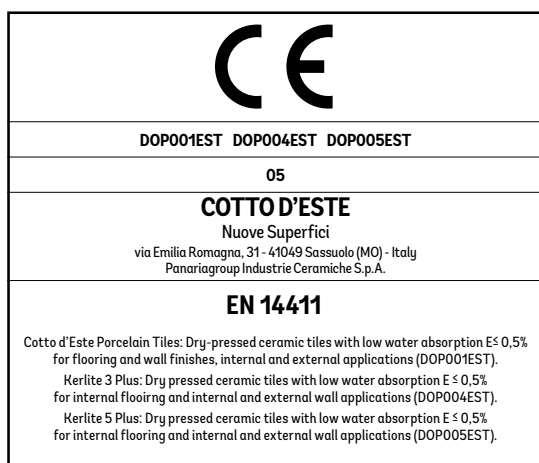 CE
DOP001EST DOP004EST DOP005EST
05
COTTO D'ESTE
Nuove Superfici
via Emilia Romagna, 31 - 41049 Sassuolo (MO) - Italy
Panariagroup Industrie Ceramiche S.p.A.
EN 14411
Cotto d'Este Porcelain Tiles: Dry-pressed ceramic tiles with low water absorption E≤ 0,5%
for flooring and wall finishes, internal and external applications (DOP001EST).
Kerlite 3 Plus: Dry pressed ceramic tiles with low water absorption E ≤ 0,5%
for internal flooirng and internal and external wall applications (DOP004EST).
Kerlite 5 Plus: Dry pressed ceramic tiles with low water absorption E ≤ 0,5%
for internal flooring and internal and external wall applications (DOP005EST).